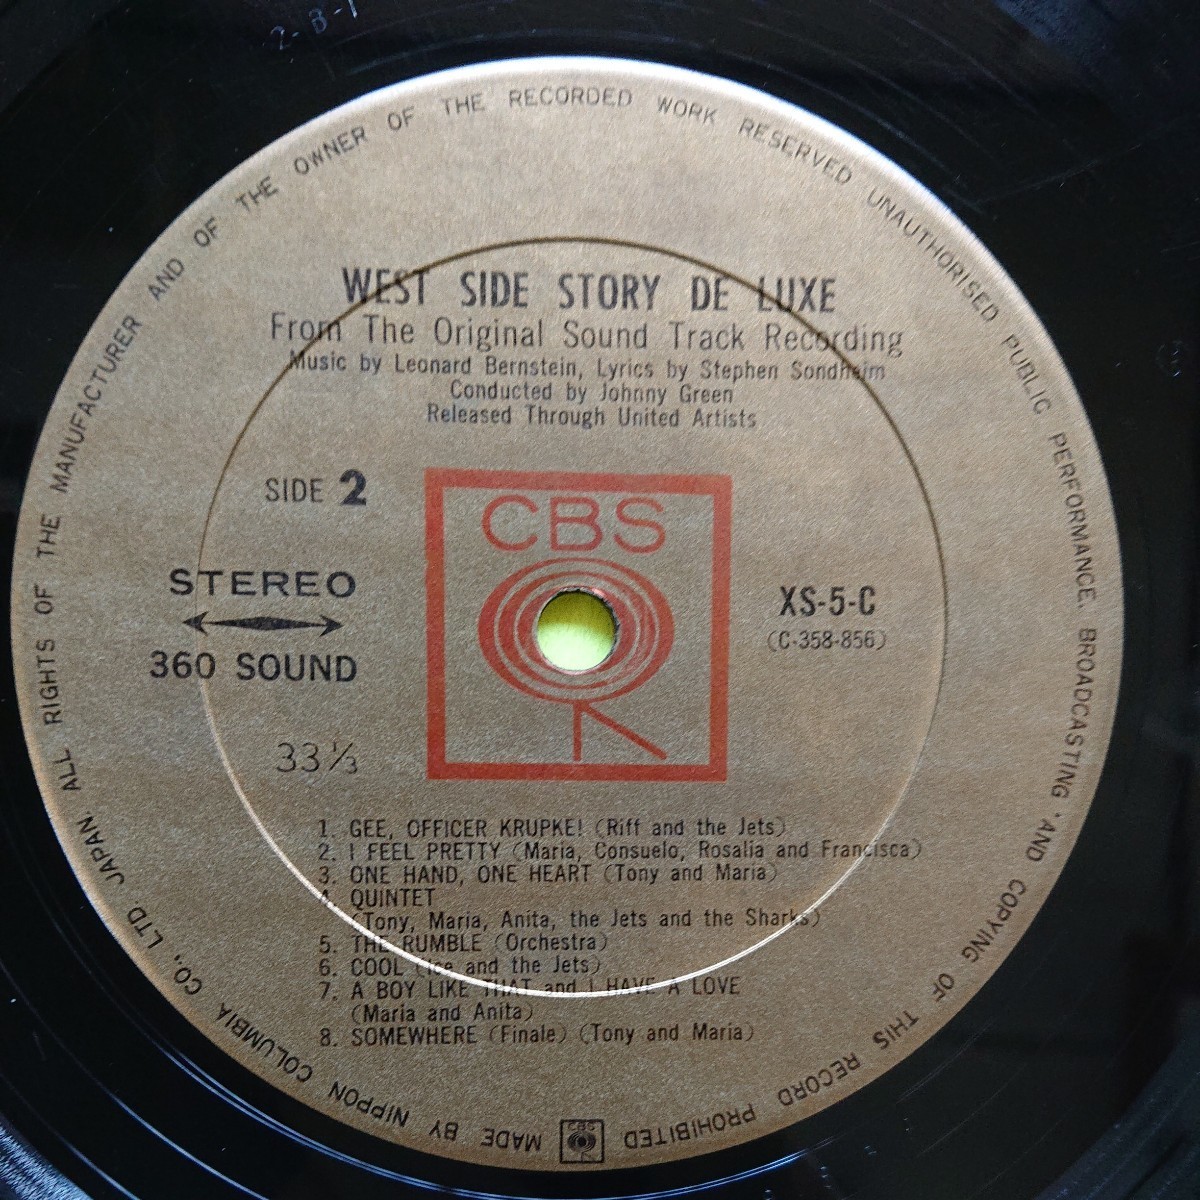 2-B-1
ALL RIGHTS OF THE MANUFACTURER AND OF THE OWNER OF THE RECORDED WORK RESERVED UNAUTHORISED PUBLIC PERFORMANCE. BROADCASTING AND COPYING OF THIS RECORD PROHIBITED
WEST SIDE STORY DE LUXE
From The Original Sound Track Recording
Music by Leonard Bernstein, Lyrics by Stephen Sondheim
Conducted by Johnny Green
Released Through United Artists
SIDE 2
CBS
STEREO
360 SOUND
XS-5-C
(C-358-856)
33 1/3
1. GEE, OFFICER KRUPKE! (Riff and the Jets)
2. I FEEL PRETTY (Maria, Consuelo, Rosalia and Francisca)
3. ONE HAND, ONE HEART (Tony and Maria)
4. QUINTET
(Tony, Maria, Anita, the Jets and the Sharks)
5. THE RUMBLE (Orchestra)
6. COOL (Ice and the Jets)
7. A BOY LIKE THAT and I HAVE A LOVE
(Maria and Anita)
8. SOMEWHERE (Finale) (Tony and Maria)
CBS
MADE BY NIPPON COLUMBIA CO., LTD. JAPAN.